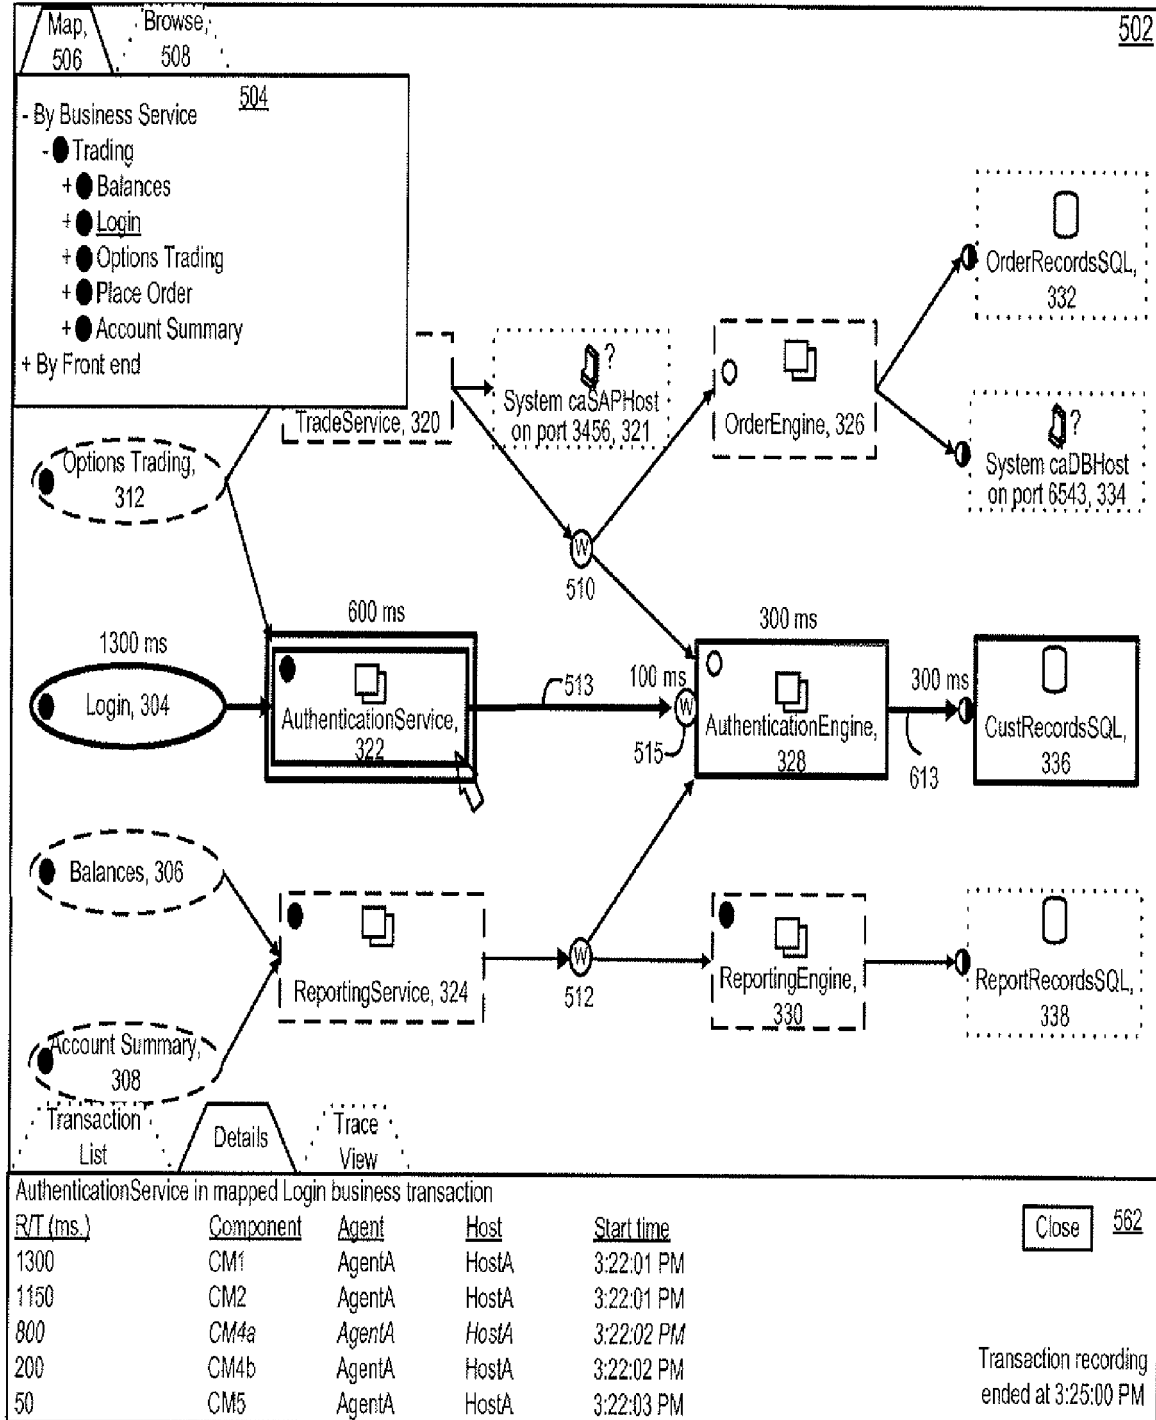 Map, 506
Browse, 508
502
504
- By Business Service
- Trading
+ Balances
+ Login
+ Options Trading
+ Place Order
+ Account Summary
+ By Front end
TradeService, 320
?
System caSAPHost
on port 3456, 321
OrderEngine, 326
OrderRecordsSQL,
332
?
System caDBHost
on port 6543, 334
Options Trading,
312
W
510
1300 ms
Login, 304
600 ms
AuthenticationService,
322
513
100 ms
W
515
300 ms
AuthenticationEngine,
328
300 ms
613
CustRecordsSQL,
336
Balances, 306
Account Summary,
308
ReportingService, 324
W
512
ReportingEngine,
330
ReportRecordsSQL,
338
Transaction
List
Details
Trace
View
AuthenticationService in mapped Login business transaction
R/T (ms.) Component Agent Host Start time
1300 CM1 AgentA HostA 3:22:01 PM
1150 CM2 AgentA HostA 3:22:01 PM
800 CM4a AgentA HostA 3:22:02 PM
200 CM4b AgentA HostA 3:22:02 PM
50 CM5 AgentA HostA 3:22:03 PM
Close 562
Transaction recording
ended at 3:25:00 PM